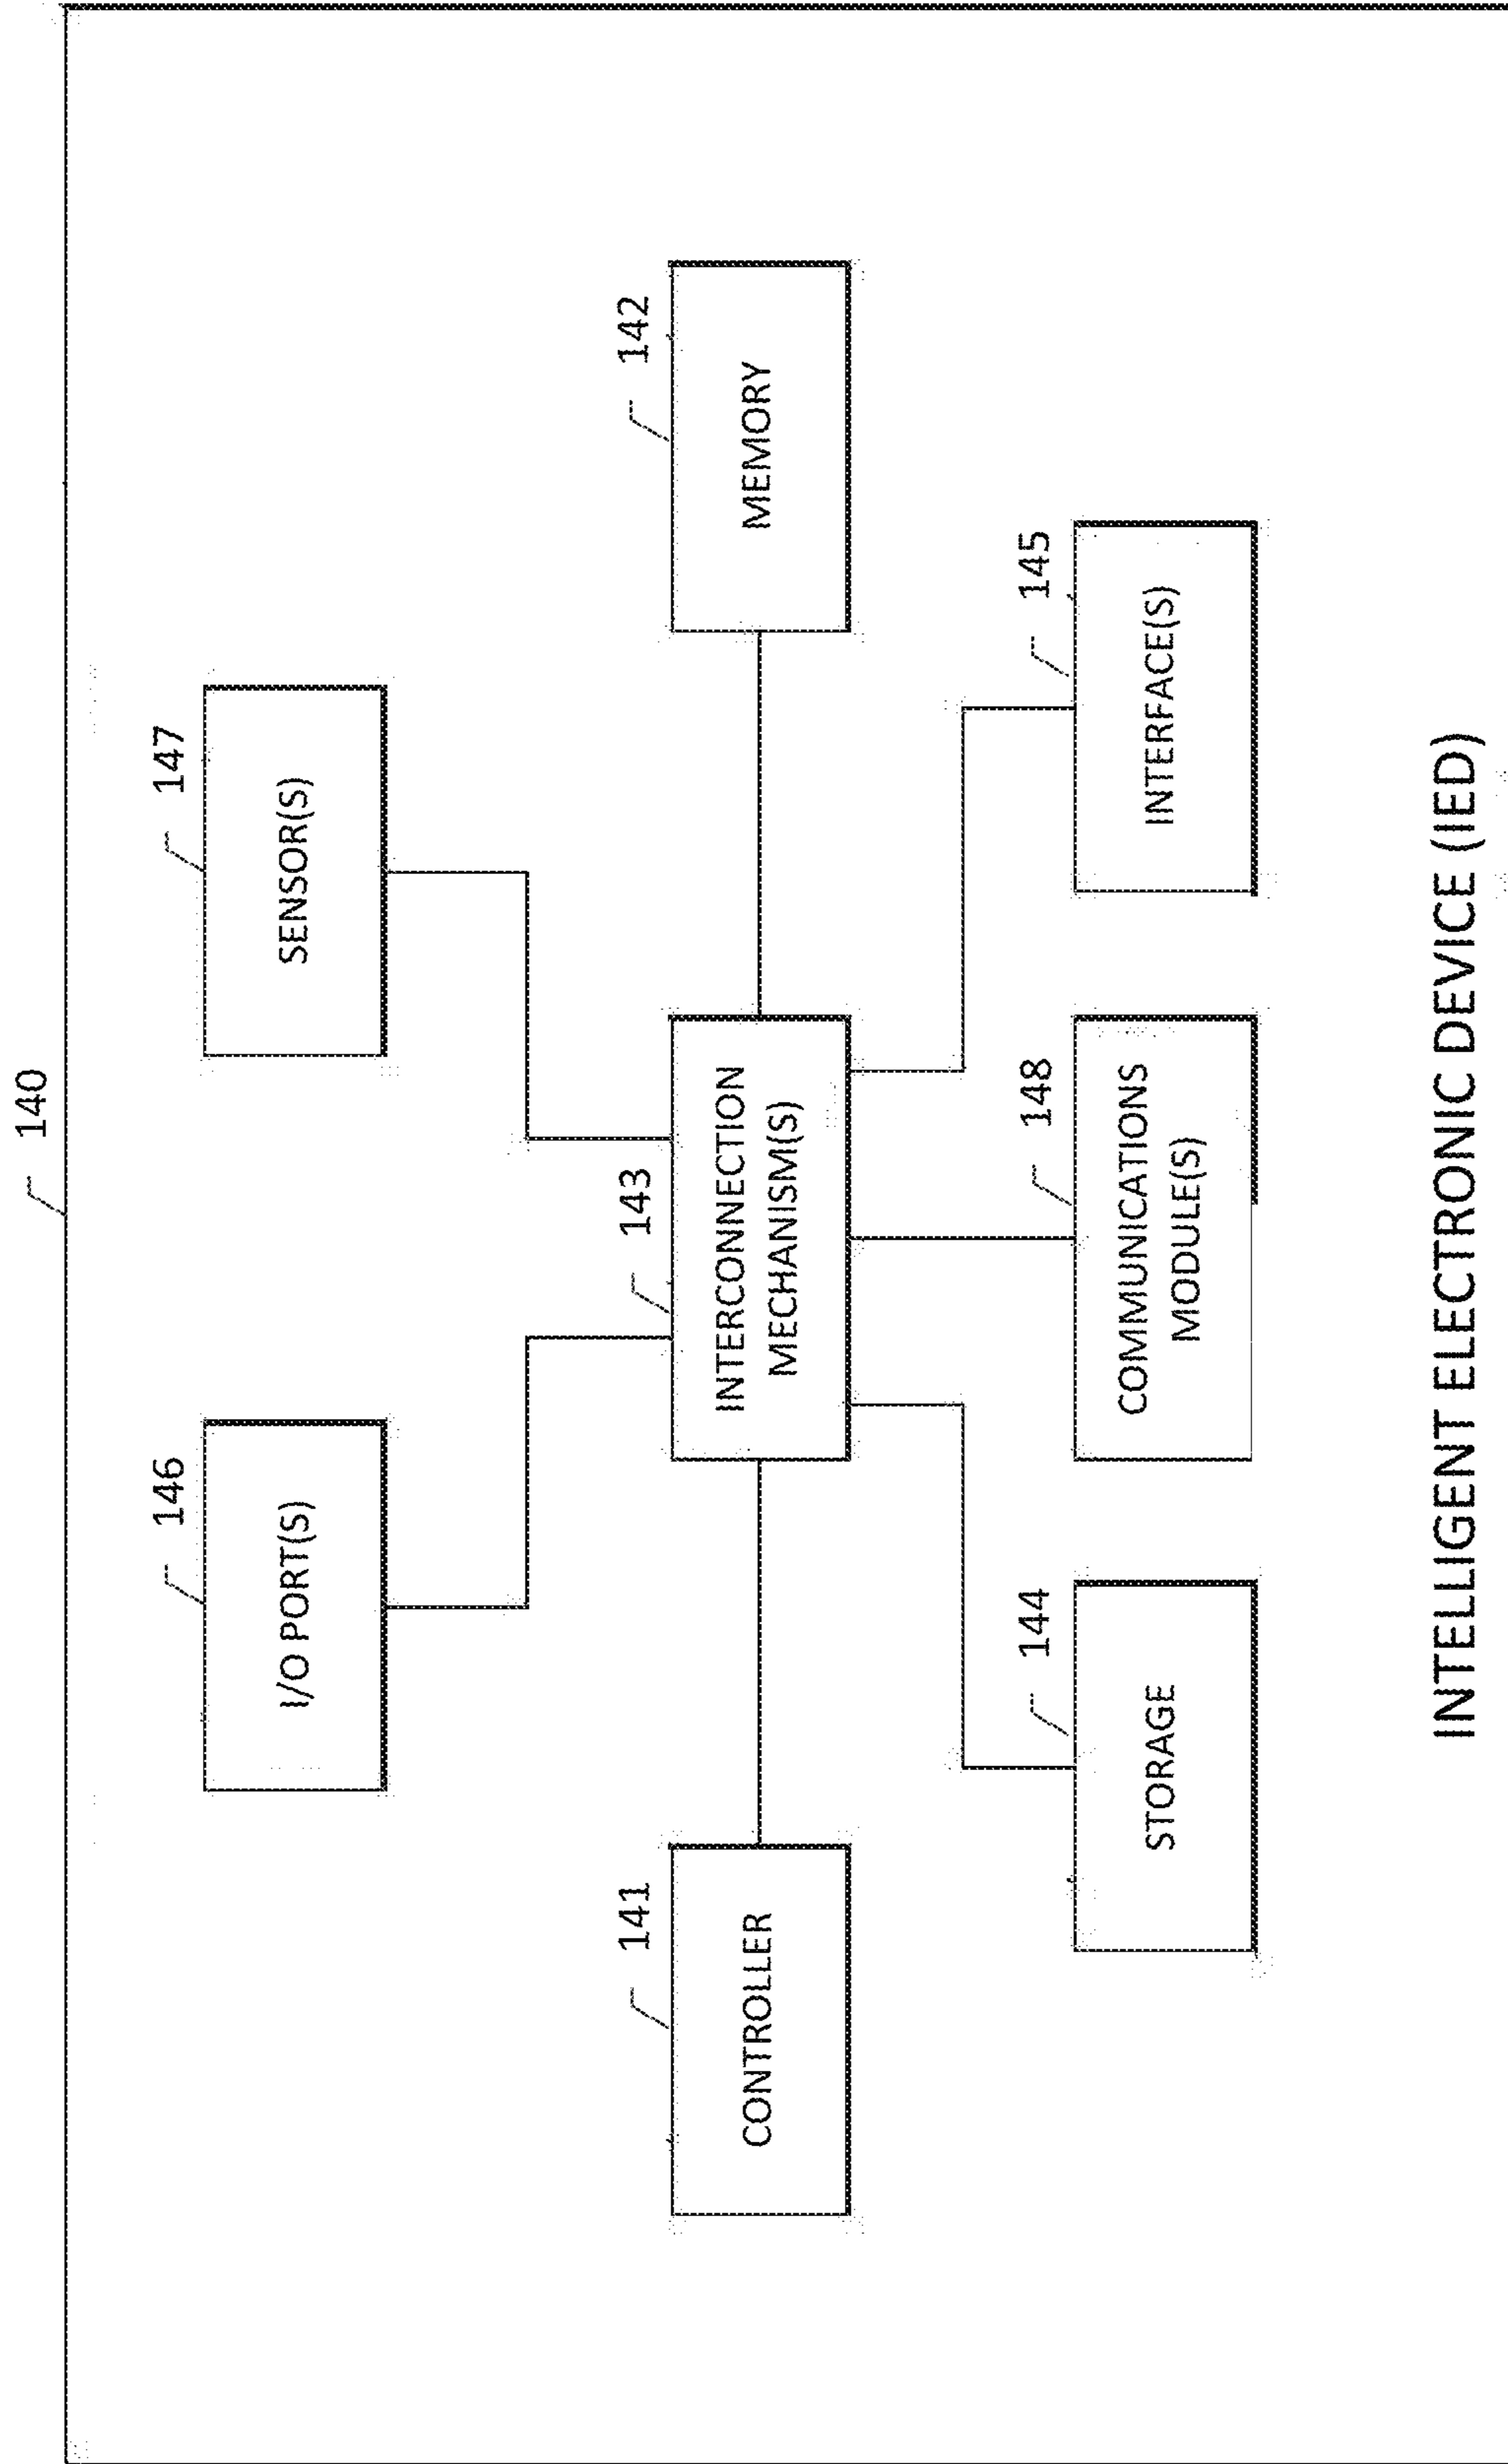 140
146
I/O PORT(S)
147
SENSOR(S)
141
CONTROLLER
143
INTERCONNECTION
MECHANISM(S)
142
MEMORY
144
STORAGE
148
COMMUNICATIONS
MODULE(S)
145
INTERFACE(S)
INTELLIGENT ELECTRONIC DEVICE (IED)